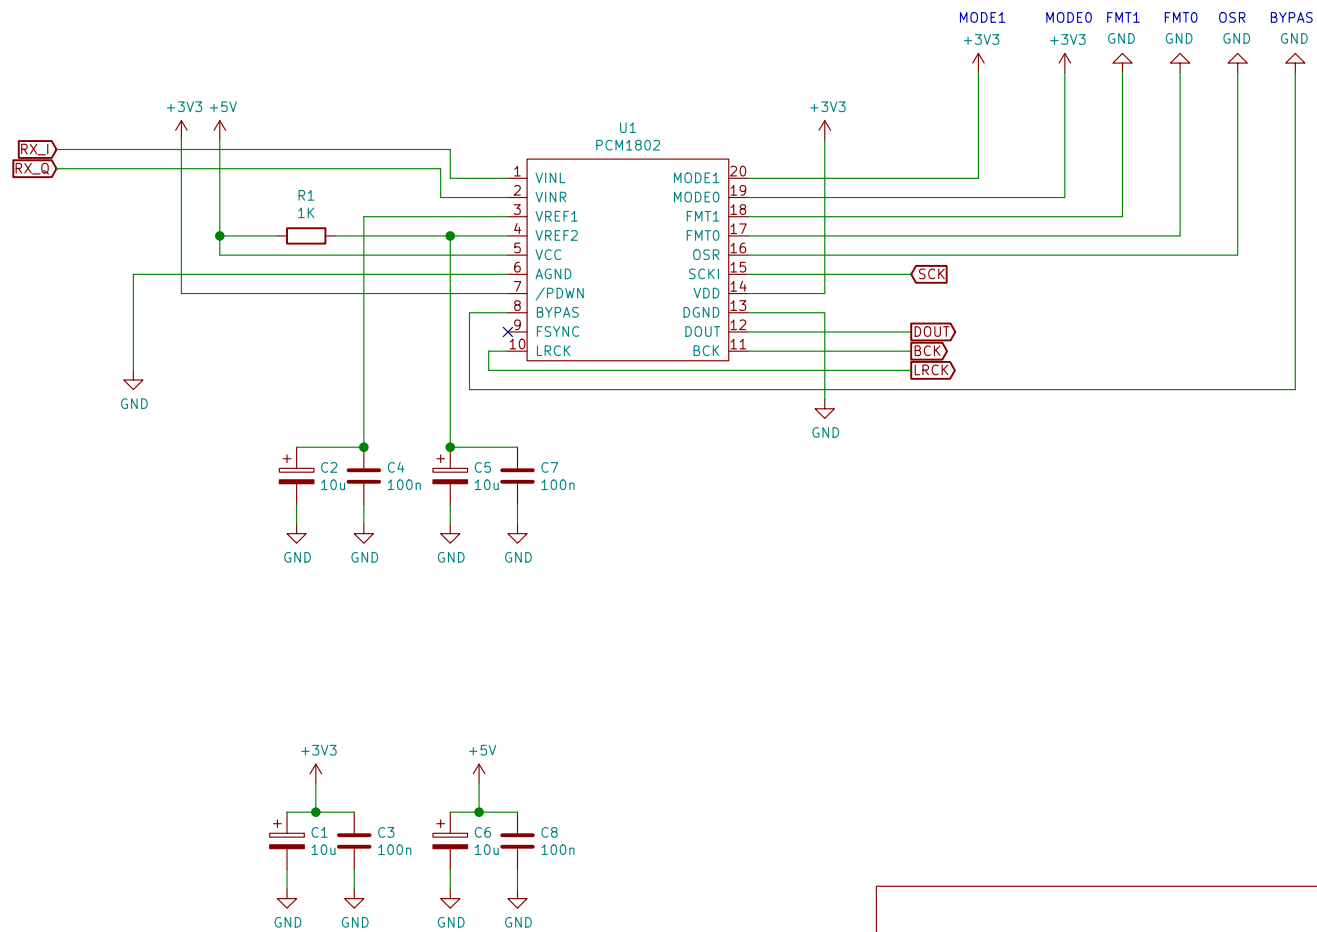 MODE1 MODE0 FMT1 FMT0 OSR BYPAS
+3V3 +3V3 GND GND GND GND
+3V3 +5V +3V3
U1
PCM1802
RX_I
RX_Q
R1
1K
1 VINL MODE1 20
2 VINR MODE0 19
3 VREF1 FMT1 18
4 VREF2 FMT0 17
5 VCC OSR 16
6 AGND SCKI 15 SCK
7 /PDWN VDD 14
8 BYPAS DGND 13
9 FSYNC DOUT 12 DOUT
10 LRCK BCK 11 BCK
LRCK
GND
GND
+ C2 C4 + C5 C7
10u 100n 10u 100n
GND GND GND GND
+3V3 +5V
+ C1 C3 + C6 C8
10u 100n 10u 100n
GND GND GND GND